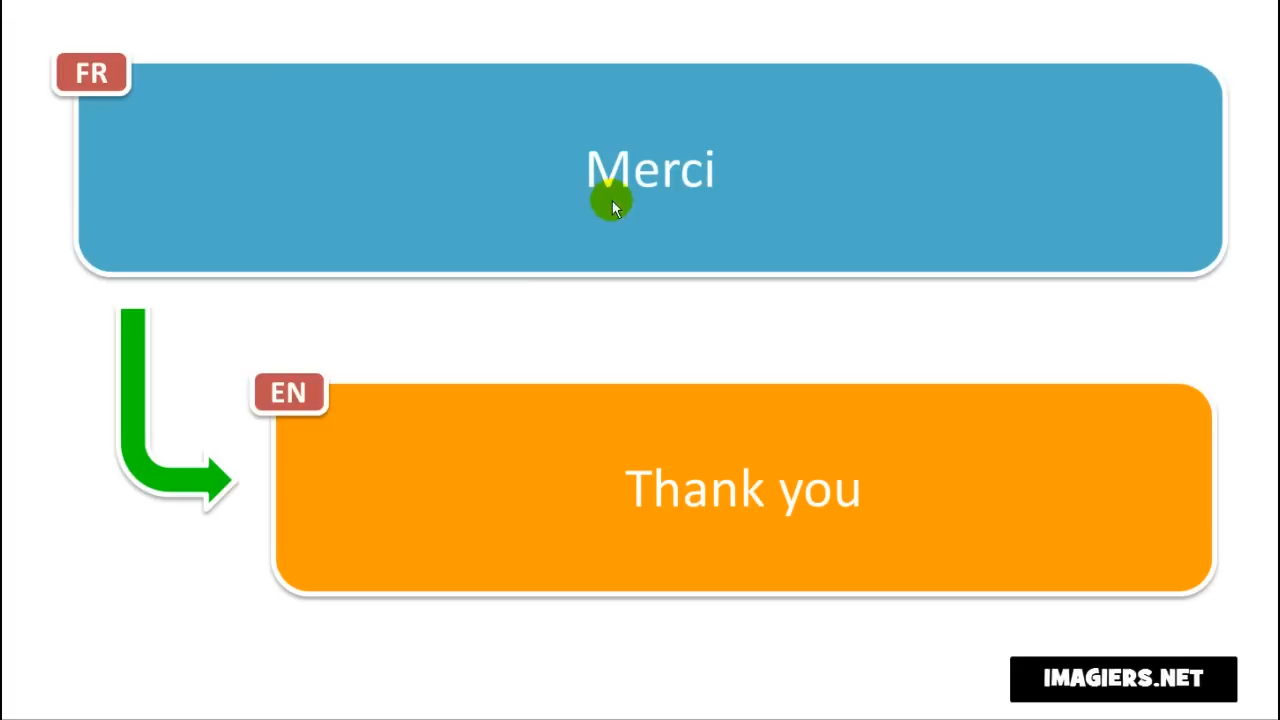 FR
Merci
EN
Thank you
IMAGIERS.NET